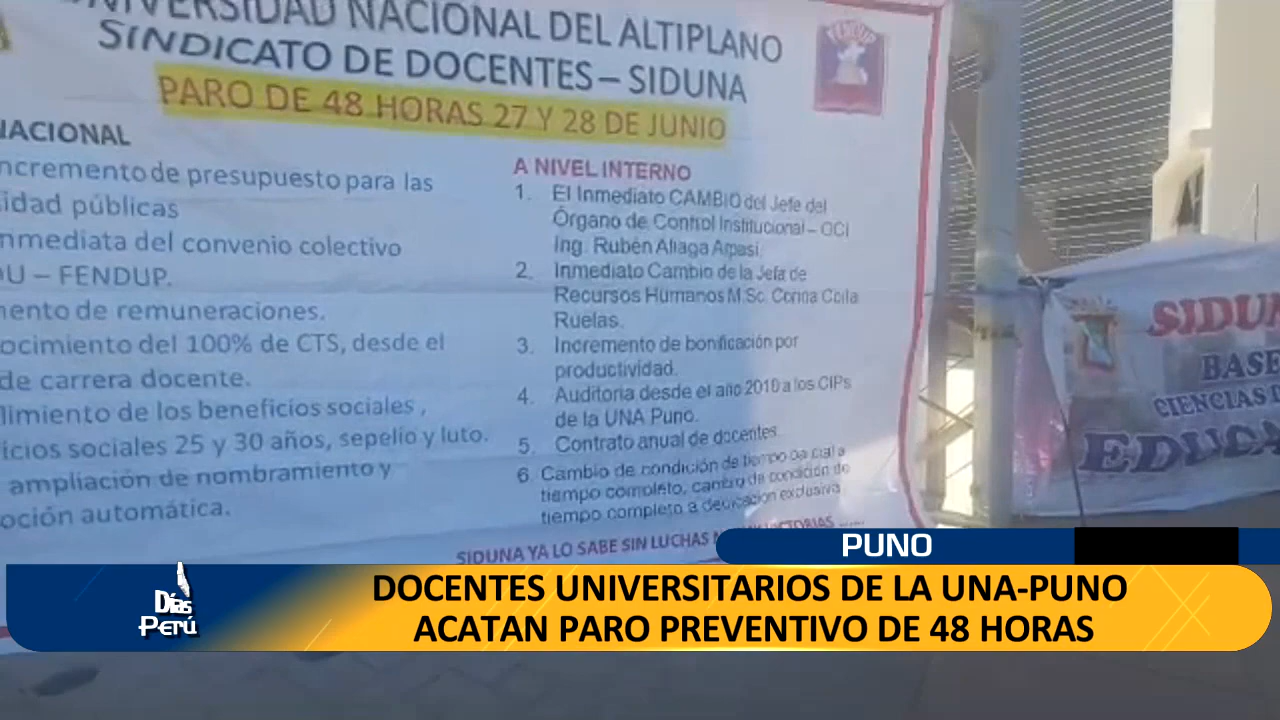 UNIVERSIDAD NACIONAL DEL ALTIPLANO
SINDICATO DE DOCENTES – SIDUNA
PARO DE 48 HORAS 27 Y 28 DE JUNIO
FENDUP
NACIONAL
ncremento de presupuesto para las
idad públicas
nmediata del convenio colectivo
U – FENDUP.
ento de remuneraciones.
ocimiento del 100% de CTS, desde el
de carrera docente.
limiento de los beneficios sociales ,
icios sociales 25 y 30 años, sepelio y luto.
ampliación de nombramiento y
oción automática.
A NIVEL INTERNO
1. El Inmediato CAMBIO del Jefe del
Órgano de Control Institucional – OCI
Ing. Rubén Aliaga Arpasi.
2. Inmediato Cambio de la Jefa de
Recursos Humanos M.Sc. Corina Coila
Ruelas.
3. Incremento de bonificación por
productividad.
4. Auditoria desde el año 2010 a los CIPs
de la UNA Puno.
5. Contrato anual de docentes.
6. Cambio de condición de tiempo parcial a
tiempo completo, cambio de condición de
tiempo completo a dedicación exclusiva
SIDUNA YA LO SABE SIN LUCHAS
SIDU
BASE
CIENCIAS
EDUCA
PUNO
DOCENTES UNIVERSITARIOS DE LA UNA-PUNO
ACATAN PARO PREVENTIVO DE 48 HORAS
Días
Perú